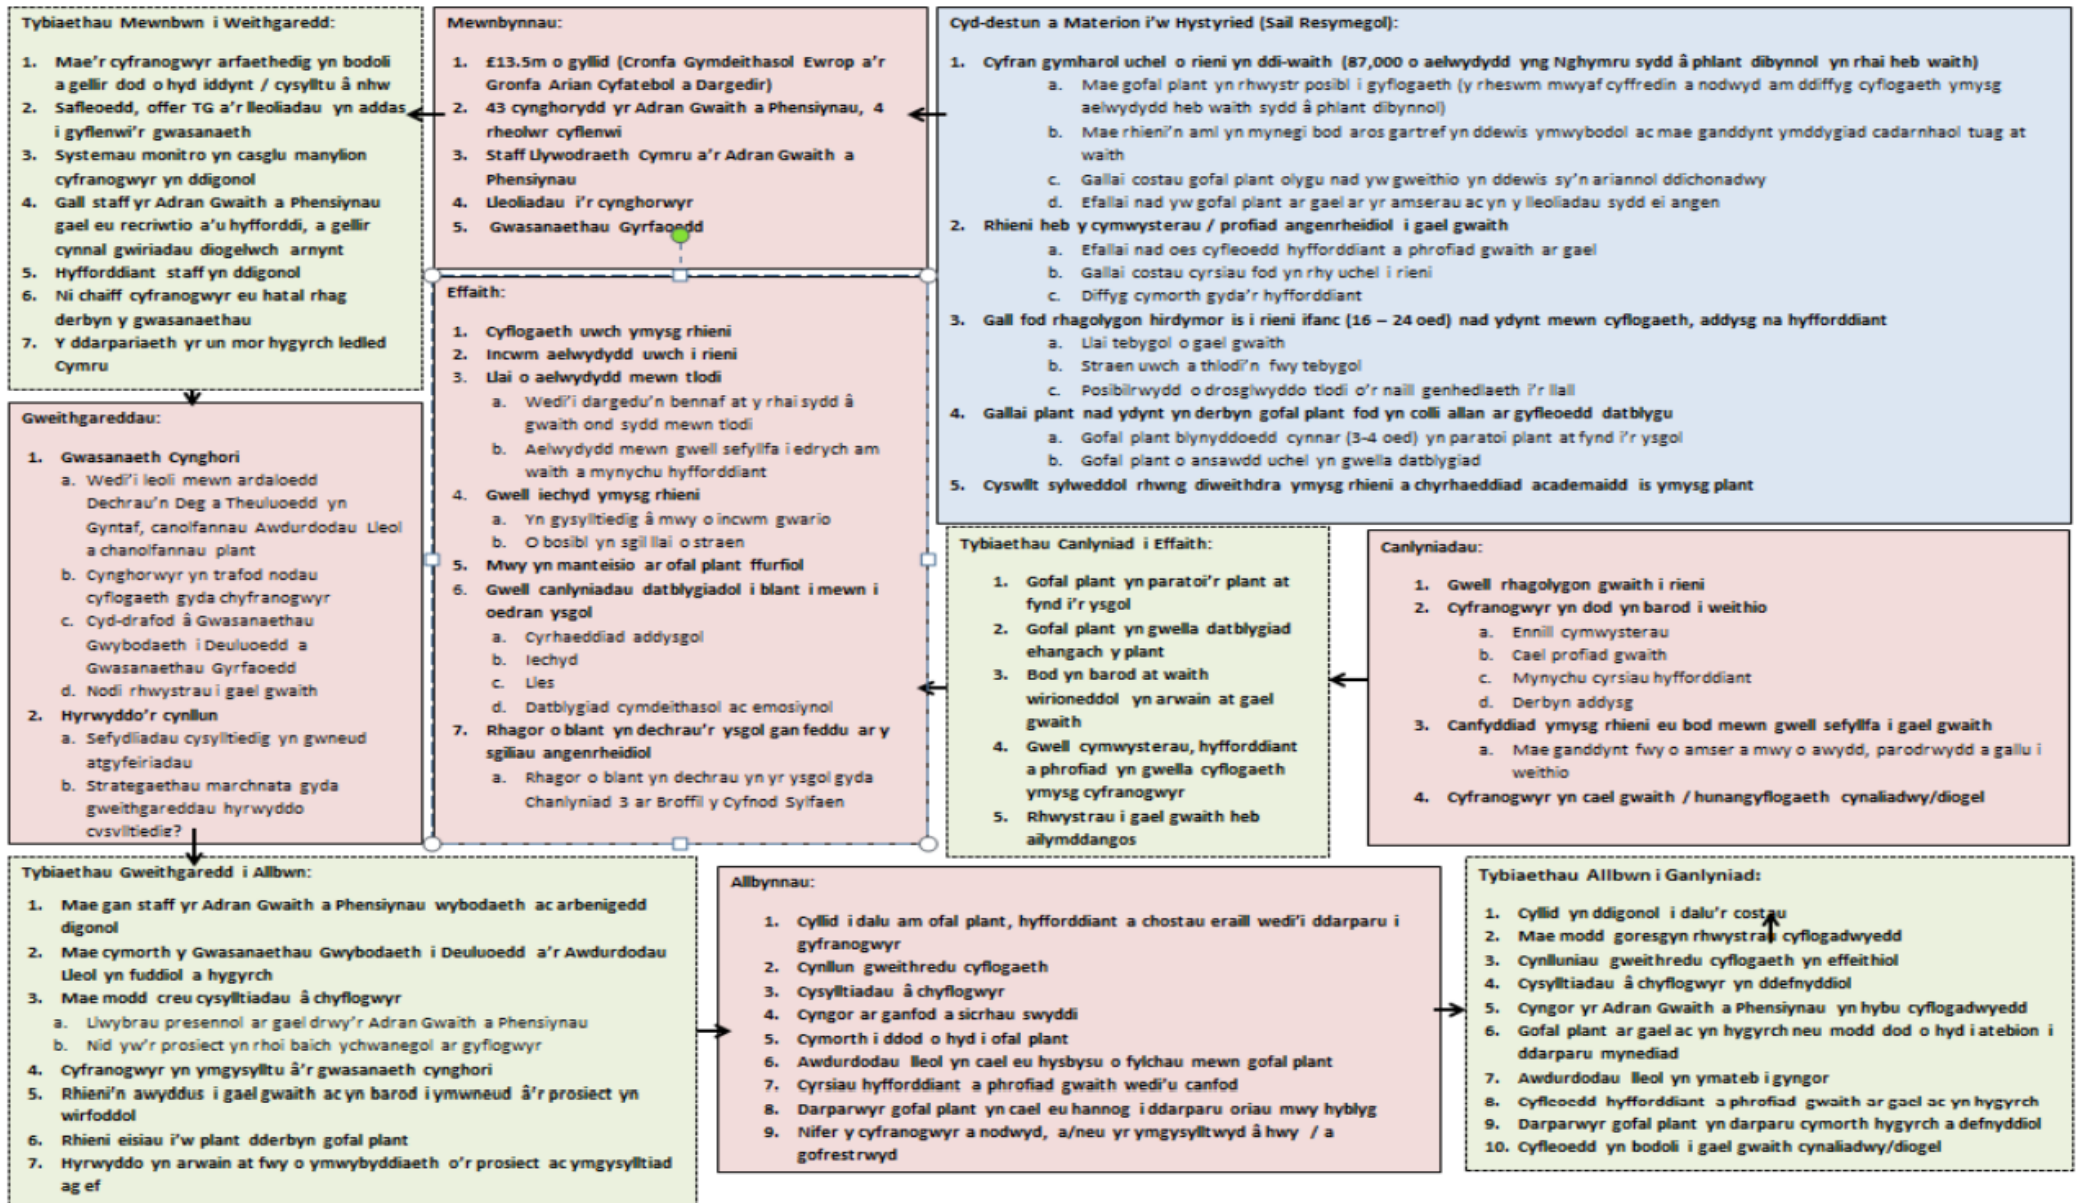 Tybiaethau Mewnbwn i Weithgaredd:
1. Mae'r cyfranogwyr arfaethedig yn bodoli
a gellir dod o hyd iddynt / cysylltu â nhw
2. Safleoedd, offer TG a'r lleoliadau yn addas
i gyflenwi'r gwasanaeth
3. Systemau monitro yn casglu manylion
cyfranogwyr yn ddigonol
4. Gall staff yr Adran Gwaith a Phensiynau
gael eu recriwtio a'u hyfforddi, a gellir
cynnal gwiriadau diogelwch arnynt
5. Hyfforddiant staff yn ddigonol
6. Ni chaiff cyfranogwyr eu hatal rhag
derbyn y gwasanaethau
7. Y ddarpariaeth yr un mor hygyrch ledled
Cymru
Mewnbynnau:
1. £13.5m o gyllid (Cronfa Gymdeithasol Ewrop a'r
Gronfa Arian Cyfatebol a Dargedir)
2. 43 cynghorydd yr Adran Gwaith a Phensiynau, 4
rheolwr cyflenwi
3. Staff Llywodraeth Cymru a'r Adran Gwaith a
Phensiynau
4. Lleoliadau i'r cynghorwyr
5. Gwasanaethau Gyrfaoedd
Cyd-destun a Materion i'w Hystyried (Sail Resymegol):
1. Cyfran gymharol uchel o rieni yn ddi-waith (87,000 o aelwydydd yng Nghymru sydd â phlant dibynnol yn rhai heb waith)
a. Mae gofal plant yn rhwystr posibl i gyflogaeth (y rheswm mwyaf cyffredin a nodwyd am ddiffyg cyflogaeth ymysg
aelwydydd heb waith sydd â phlant dibynnol)
b. Mae rhieni'n aml yn mynegi bod aros gartref yn ddewis ymwybodol ac mae ganddynt ymddygiad cadarnhaol tuag at
waith
c. Gallai costau gofal plant olygu nad yw gweithio yn ddewis sy'n ariannol ddichonadwy
d. Efallai nad yw gofal plant ar gael ar yr amserau ac yn y lleoliadau sydd ei angen
2. Rhieni heb y cymwysterau / profiad angenrheidiol i gael gwaith
a. Efallai nad oes cyfleoedd hyfforddiant a phrofiad gwaith ar gael
b. Gallai costau cyrsiau fod yn rhy uchel i rieni
c. Diffyg cymorth gyda'r hyfforddiant
3. Gall fod rhagolygon hirdymor is i rieni ifanc (16 – 24 oed) nad ydynt mewn cyflogaeth, addysg na hyfforddiant
a. Llai tebygol o gael gwaith
b. Straen uwch a thlodi'n fwy tebygol
c. Posibilrwydd o drosglwyddo tlodi o'r naill genhedlaeth i'r llall
4. Gallai plant nad ydynt yn derbyn gofal plant fod yn colli allan ar gyfleoedd datblygu
a. Gofal plant blynyddoedd cynnar (3-4 oed) yn paratoi plant at fynd i'r ysgol
b. Gofal plant o ansawdd uchel yn gwella datblygiad
5. Cyswllt sylweddol rhwng diweithdra ymysg rhieni a chyrhaeddiad academaidd is ymysg plant
Gweithgareddau:
1. Gwasanaeth Cynghori
a. Wedi'i leoli mewn ardaloedd
Dechrau'n Deg a Theuluoedd yn
Gyntaf, canolfannau Awdurdodau Lleol
a chanolfannau plant
b. Cynghorwyr yn trafod nodau
cyflogaeth gyda chyfranogwyr
c. Cyd-drafod â Gwasanaethau
Gwybodaeth i Deuluoedd a
Gwasanaethau Gyrfaoedd
d. Nodi rhwystrau i gael gwaith
2. Hyrwyddo'r cynllun
a. Sefydliadau cysylltiedig yn gwneud
atgyfeiriadau
b. Strategaethau marchnata gyda
gweithgareddau hyrwyddo
cysylltiedig?
Effaith:
1. Cyflogaeth uwch ymysg rhieni
2. Incwm aelwydydd uwch i rieni
3. Llai o aelwydydd mewn tlodi
a. Wedi'i dargedu'n bennaf at y rhai sydd â
gwaith ond sydd mewn tlodi
b. Aelwydydd mewn gwell sefyllfa i edrych am
waith a mynychu hyfforddiant
4. Gwell iechyd ymysg rhieni
a. Yn gysylltiedig â mwy o incwm gwario
b. O bosibl yn sgil llai o straen
5. Mwy yn manteisio ar ofal plant ffurfiol
6. Gwell canlyniadau datblygiadol i blant i mewn i
oedran ysgol
a. Cyrhaeddiad addysgol
b. Iechyd
c. Lles
d. Datblygiad cymdeithasol ac emosiynol
7. Rhagor o blant yn dechrau'r ysgol gan feddu ar y
sgiliau angenrheidiol
a. Rhagor o blant yn dechrau yn yr ysgol gyda
Chanlyniad 3 ar Broffil y Cyfnod Sylfaen
Tybiaethau Canlyniad i Effaith:
1. Gofal plant yn paratoi'r plant at
fynd i'r ysgol
2. Gofal plant yn gwella datblygiad
ehangach y plant
3. Bod yn barod at waith
wirioneddol yn arwain at gael
gwaith
4. Gwell cymwysterau, hyfforddiant
a phrofiad yn gwella cyflogaeth
ymysg cyfranogwyr
5. Rhwystrau i gael gwaith heb
ailymddangos
Canlyniadau:
1. Gwell rhagolygon gwaith i rieni
2. Cyfranogwyr yn dod yn barod i weithio
a. Ennill cymwysterau
b. Cael profiad gwaith
c. Mynychu cyrsiau hyfforddiant
d. Derbyn addysg
3. Canfyddiad ymysg rhieni eu bod mewn gwell sefyllfa i gael gwaith
a. Mae ganddynt fwy o amser a mwy o awydd, parodrwydd a gallu i
weithio
4. Cyfranogwyr yn cael gwaith / hunangyflogaeth cynaliadwy/diogel
Tybiaethau Gweithgaredd i Allbwn:
1. Mae gan staff yr Adran Gwaith a Phensiynau wybodaeth ac arbenigedd
digonol
2. Mae cymorth y Gwasanaethau Gwybodaeth i Deuluoedd a'r Awdurdodau
Lleol yn fuddiol a hygyrch
3. Mae modd creu cysylltiadau â chyflogwyr
a. Llwybrau presennol ar gael drwy'r Adran Gwaith a Phensiynau
b. Nid yw'r prosiect yn rhoi baich ychwanegol ar gyflogwyr
4. Cyfranogwyr yn ymgysylltu â'r gwasanaeth cynghori
5. Rhieni'n awyddus i gael gwaith ac yn barod i ymwneud â'r prosiect yn
wirfoddol
6. Rhieni eisiau i'w plant dderbyn gofal plant
7. Hyrwyddo yn arwain at fwy o ymwybyddiaeth o'r prosiect ac ymgysylltiad
ag ef
Allbynnau:
1. Cyllid i dalu am ofal plant, hyfforddiant a chostau eraill wedi'i ddarparu i
gyfranogwyr
2. Cynllun gweithredu cyflogaeth
3. Cysylltiadau â chyflogwyr
4. Cyngor ar ganfod a sicrhau swyddi
5. Cymorth i ddod o hyd i ofal plant
6. Awdurdodau lleol yn cael eu hysbysu o fylchau mewn gofal plant
7. Cyrsiau hyfforddiant a phrofiad gwaith wedi'u canfod
8. Darparwyr gofal plant yn cael eu hannog i ddarparu oriau mwy hyblyg
9. Nifer y cyfranogwyr a nodwyd, a/neu yr ymgysylltwyd â hwy / a
gofrestrwyd
Tybiaethau Allbwn i Ganlyniad:
1. Cyllid yn ddigonol i dalu'r costau
2. Mae modd goresgyn rhwystrau cyflogadwyedd
3. Cynlluniau gweithredu cyflogaeth yn effeithiol
4. Cysylltiadau â chyflogwyr yn ddefnyddiol
5. Cyngor yr Adran Gwaith a Phensiynau yn hybu cyflogadwyedd
6. Gofal plant ar gael ac yn hygyrch neu modd dod o hyd i atebion i
ddarparu mynediad
7. Awdurdodau lleol yn ymateb i gyngor
8. Cyfleoedd hyfforddiant a phrofiad gwaith ar gael ac yn hygyrch
9. Darparwyr gofal plant yn darparu cymorth hygyrch a defnyddiol
10. Cyfleoedd yn bodoli i gael gwaith cynaliadwy/diogel